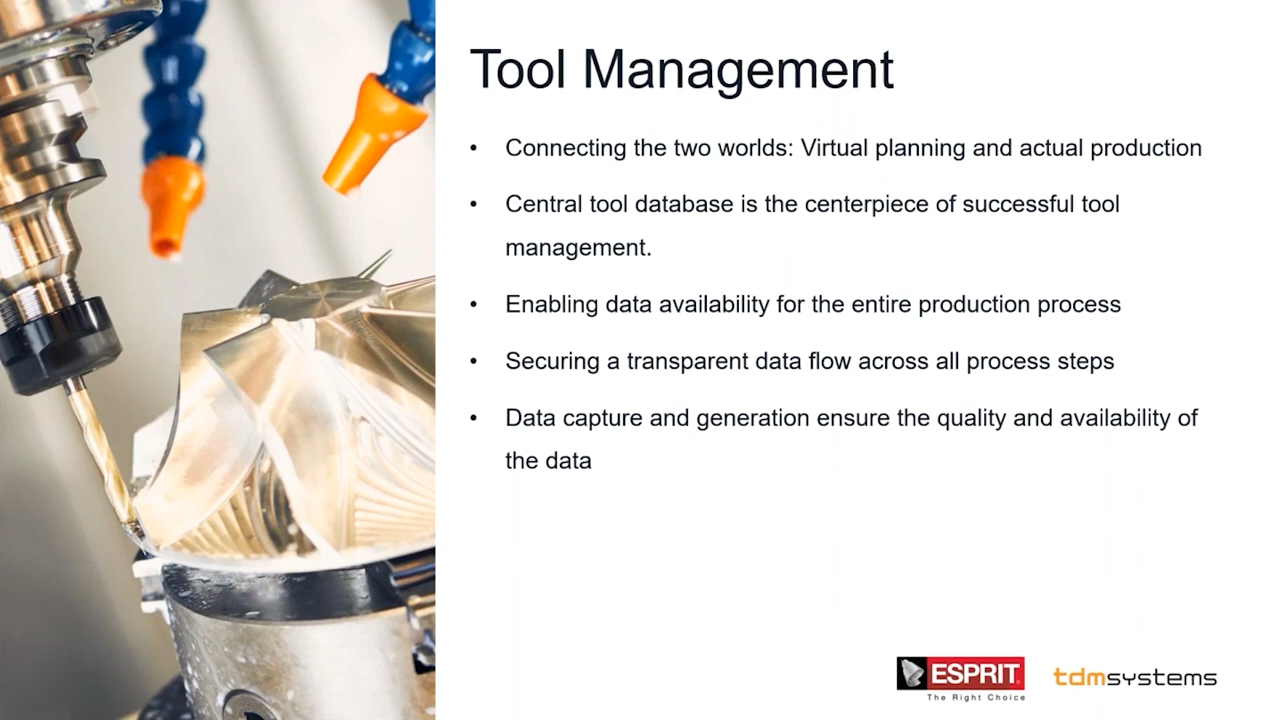 Tool Management
• Connecting the two worlds: Virtual planning and actual production
• Central tool database is the centerpiece of successful tool
management.
• Enabling data availability for the entire production process
• Securing a transparent data flow across all process steps
• Data capture and generation ensure the quality and availability of
the data
ESPRIT
The Right Choice
tdmsystems